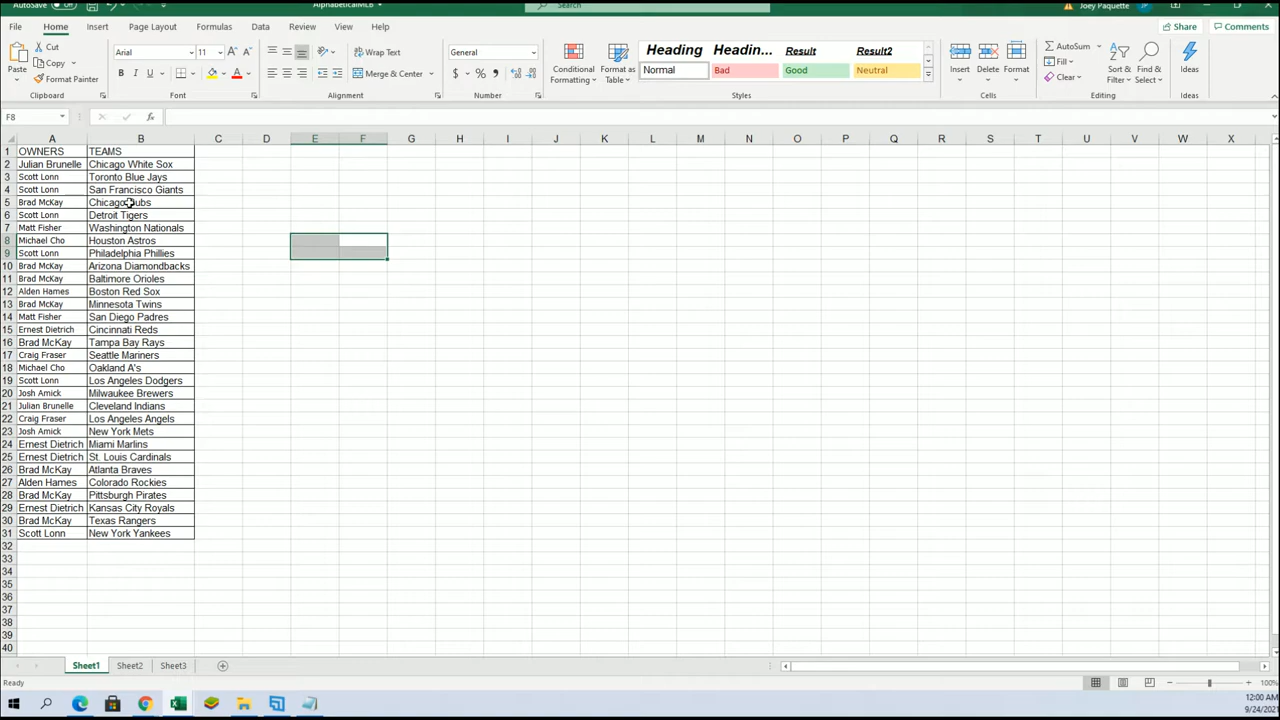 AutoSave Off AlphabeticalMLB Search Joey Paquette
File Home Insert Page Layout Formulas Data Review View Help Share Comments
Paste Cut Copy Format Painter Clipboard
Arial 11 Font
Wrap Text Merge & Center Alignment
General Number
Conditional Formatting Format as Table
Heading Headin... Result Result2
Normal Bad Good Neutral
Styles
Insert Delete Format Cells
AutoSum Fill Clear Sort & Filter Find & Select Editing
Ideas Ideas
F8 fx
A B C D E F G H I J K L M N O P Q R S T U V W X
1 OWNERS TEAMS
2 Julian Brunelle Chicago White Sox
3 Scott Lonn Toronto Blue Jays
4 Scott Lonn San Francisco Giants
5 Brad McKay Chicago Cubs
6 Scott Lonn Detroit Tigers
7 Matt Fisher Washington Nationals
8 Michael Cho Houston Astros
9 Scott Lonn Philadelphia Phillies
10 Brad McKay Arizona Diamondbacks
11 Brad McKay Baltimore Orioles
12 Alden Hames Boston Red Sox
13 Brad McKay Minnesota Twins
14 Matt Fisher San Diego Padres
15 Ernest Dietrich Cincinnati Reds
16 Brad McKay Tampa Bay Rays
17 Craig Fraser Seattle Mariners
18 Michael Cho Oakland A's
19 Scott Lonn Los Angeles Dodgers
20 Josh Amick Milwaukee Brewers
21 Julian Brunelle Cleveland Indians
22 Craig Fraser Los Angeles Angels
23 Josh Amick New York Mets
24 Ernest Dietrich Miami Marlins
25 Ernest Dietrich St. Louis Cardinals
26 Brad McKay Atlanta Braves
27 Alden Hames Colorado Rockies
28 Brad McKay Pittsburgh Pirates
29 Ernest Dietrich Kansas City Royals
30 Brad McKay Texas Rangers
31 Scott Lonn New York Yankees
32
33
34
35
36
37
38
39
40
Sheet1 Sheet2 Sheet3
Ready 100%
12:00 AM
9/24/2021